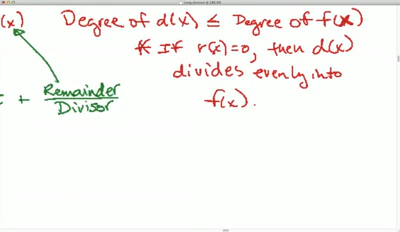 (x) Degree of d(x) ≤ Degree of f(x)
* If r(x)=0, then d(x)
divides evenly into
f(x).
+ Remainder
Divisor